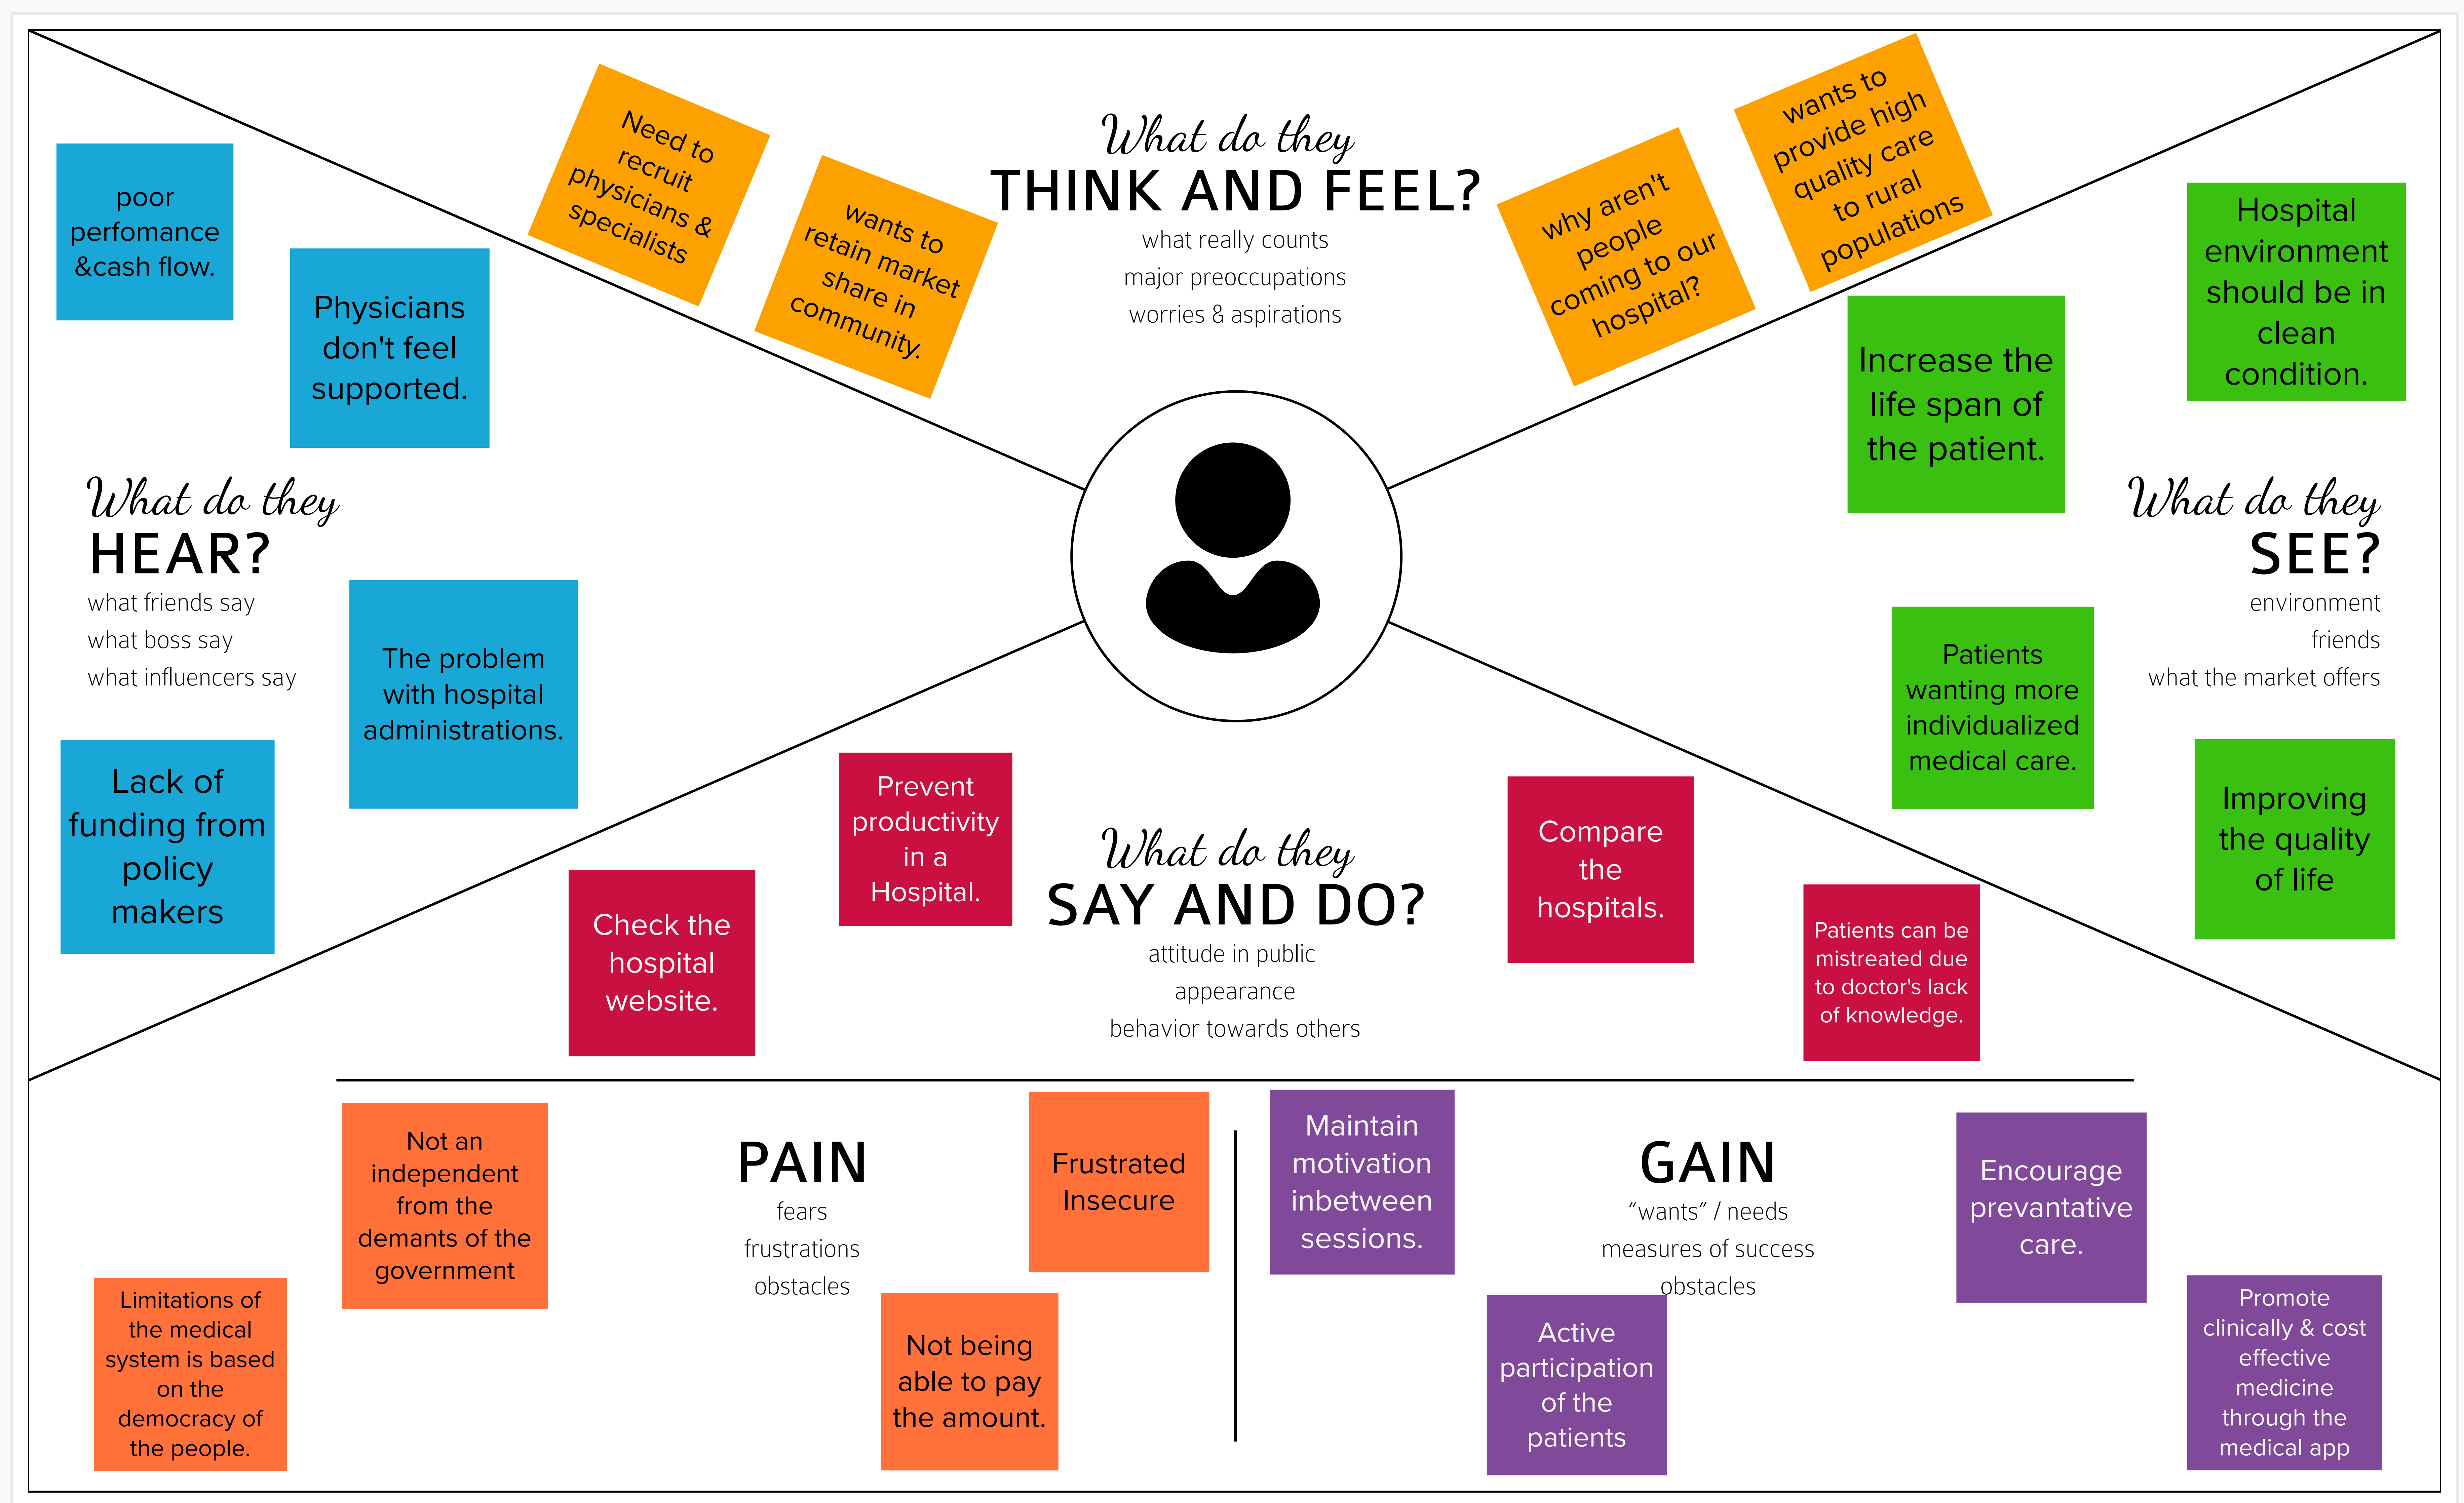 What do they
THINK AND FEEL?
what really counts
major preoccupations
worries & aspirations
Need to
recruit
physicians &
specialists
wants to
retain market
share in
community.
why aren't
people
coming to our
hospital?
wants to
provide high
quality care
to rural
populations
poor
perfomance
&cash flow.
Physicians
don't feel
supported.
What do they
HEAR?
what friends say
what boss say
what influencers say
The problem
with hospital
administrations.
Lack of
funding from
policy
makers
Hospital
environment
should be in
clean
condition.
Increase the
life span of
the patient.
What do they
SEE?
environment
friends
what the market offers
Patients
wanting more
individualized
medical care.
Improving
the quality
of life
Prevent
productivity
in a
Hospital.
Check the
hospital
website.
What do they
SAY AND DO?
attitude in public
appearance
behavior towards others
Compare
the
hospitals.
Patients can be
mistreated due
to doctor's lack
of knowledge.
Not an
independent
from the
demants of the
government
Limitations of
the medical
system is based
on the
democracy of
the people.
PAIN
fears
frustrations
obstacles
Frustrated
Insecure
Not being
able to pay
the amount.
Maintain
motivation
inbetween
sessions.
GAIN
“wants” / needs
measures of success
obstacles
Active
participation
of the
patients
Encourage
prevantative
care.
Promote
clinically & cost
effective
medicine
through the
medical app